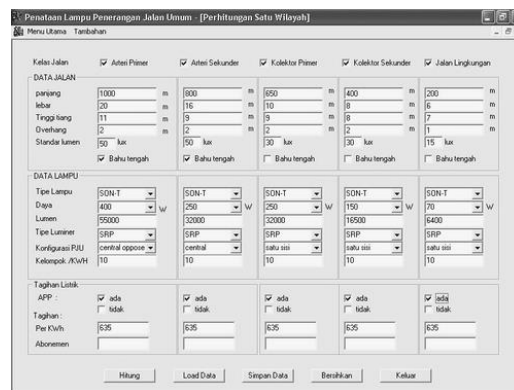 Penataan Lampu Penerangan Jalan Umum - [Perhitungan Satu Wilayah]
Menu Utama Tambahan
Kelas Jalan Arteri Primer Arteri Sekunder Kolektor Primer Kolektor Sekunder Jalan Lingkungan
DATA JALAN
panjang 1000 m 800 m 650 m 400 m 200 m
lebar 20 16 10 8 6
Tinggi tiang 11 9 9 8 7
Overhang 2 m 2 m 2 m 2 m 1 m
Standar lumen 50 lux 50 lux 30 lux 30 lux 15 lux
Bahu tengah Bahu tengah Bahu tengah Bahu tengah Bahu tengah
DATA LAMPU
Tipe Lampu SON-T SON-T SON-T SON-T SON-T
Daya 400 W 250 W 250 W 150 W 70 W
Lumen 55000 32000 32000 16500 6400
Tipe Luminer SRP SRP SRP SRP SRP
Konfigurasi PJU central oppose central satu sisi satu sisi satu sisi
Kelompok /KWH 10 10 10 10 10
Tagihan Listrik
APP : ada ada ada ada ada
tidak tidak tidak tidak tidak
Tagihan :
Per KWh 635 635 635 635 635
Abonemen
Hitung Load Data Simpan Data Bersihkan Keluar